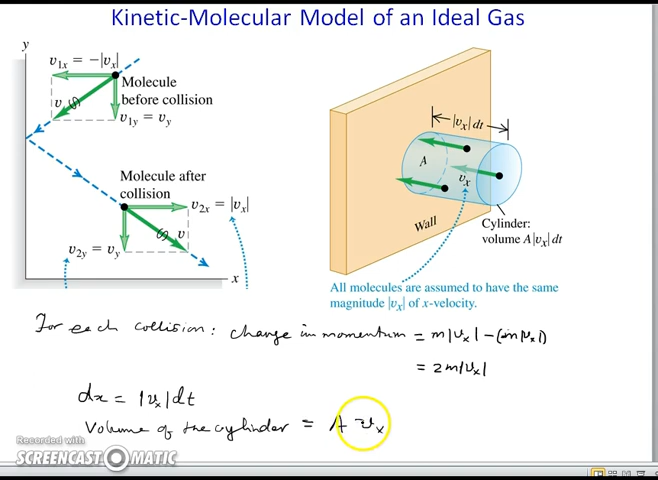 Kinetic-Molecular Model of an Ideal Gas
y
v₁ₓ = −|vₓ|
Molecule
before collision
v
v₁y = vy
Molecule after
collision
v₂ₓ = |vₓ|
v
v₂y = vy
x
|vₓ| dt
A
vₓ
Wall
Cylinder:
volume A|vₓ| dt
All molecules are assumed to have the same
magnitude |vₓ| of x-velocity.
For each collision: change in momentum = m|vₓ| − (−m|vₓ|)
= 2m|vₓ|
dx = |vₓ|dt
Volume of the cylinder = A vₓ
Recorded with
SCREENCAST MATIC